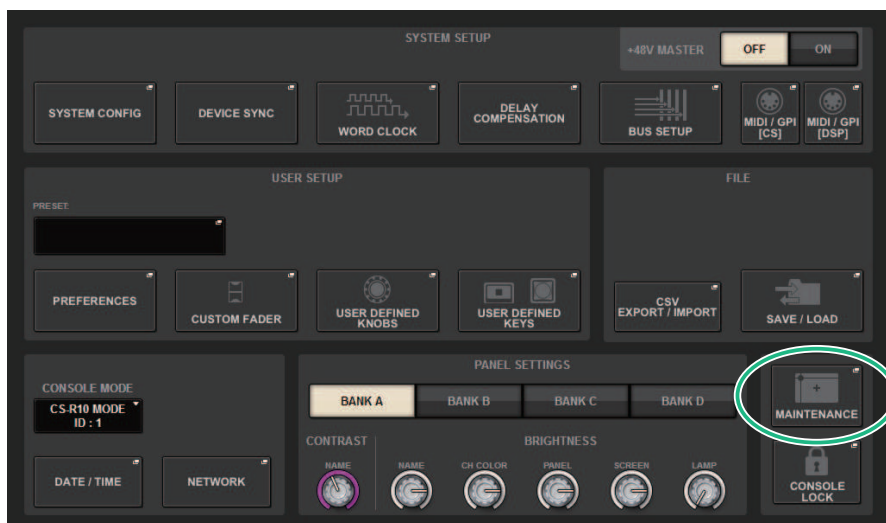 SYSTEM SETUP
+48V MASTER
OFF
ON
SYSTEM CONFIG
DEVICE SYNC
WORD CLOCK
DELAY
COMPENSATION
BUS SETUP
MIDI / GPI
[CS]
MIDI / GPI
[DSP]
USER SETUP
PRESET
PREFERENCES
CUSTOM FADER
USER DEFINED
KNOBS
USER DEFINED
KEYS
FILE
CSV
EXPORT / IMPORT
SAVE / LOAD
CONSOLE MODE
CS-R10 MODE
ID : 1
DATE / TIME
NETWORK
PANEL SETTINGS
BANK A
BANK B
BANK C
BANK D
CONTRAST
BRIGHTNESS
NAME
NAME
CH COLOR
PANEL
SCREEN
LAMP
MAINTENANCE
CONSOLE
LOCK